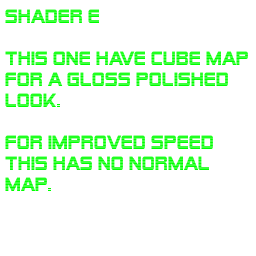 SHADER E
THIS ONE HAVE CUBE MAP
FOR A GLOSS POLISHED
LOOK.
FOR IMPROVED SPEED
THIS HAS NO NORMAL
MAP.